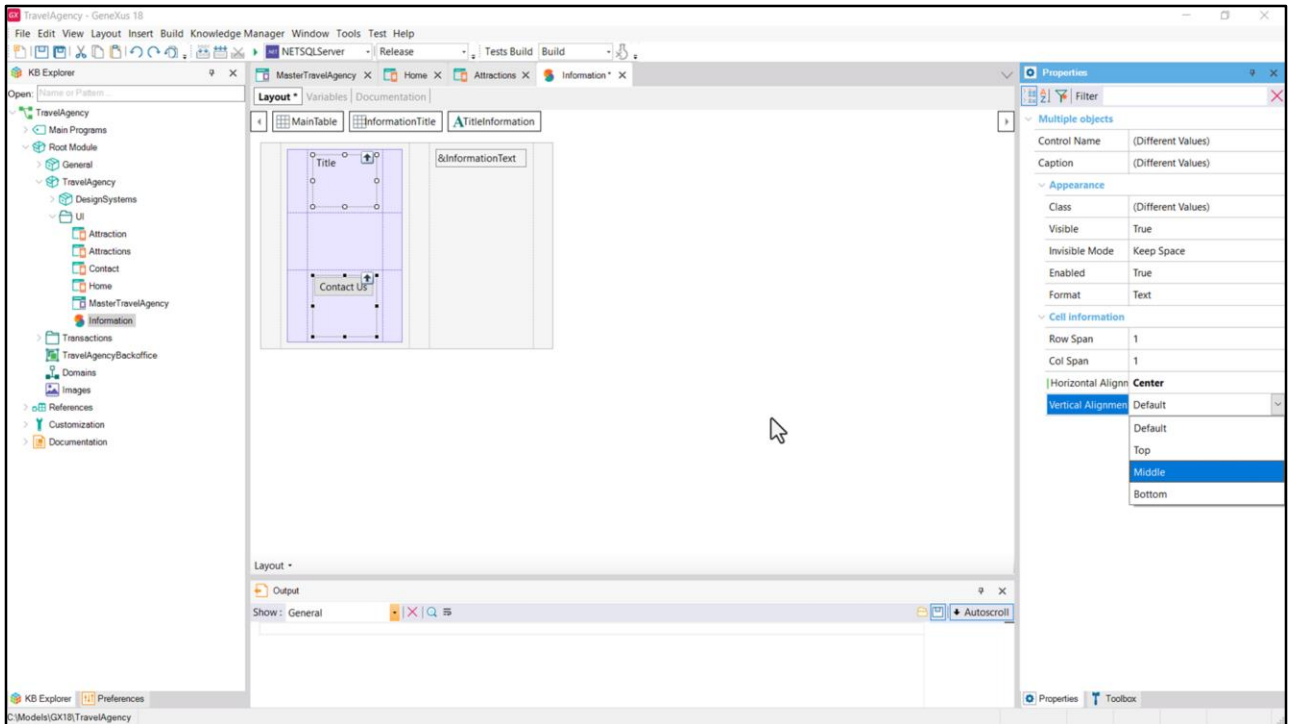 GX TravelAgency - GeneXus 18
File Edit View Layout Insert Build Knowledge Manager Window Tools Test Help
NETSQLServer Release Tests Build Build
KB Explorer
Open: Name or Pattern...
TravelAgency
Main Programs
Root Module
General
TravelAgency
DesignSystems
UI
Attraction
Attractions
Contact
Home
MasterTravelAgency
Information
Transactions
TravelAgencyBackoffice
Domains
Images
References
Customization
Documentation
KB Explorer Preferences
C:\Models\GX18\TravelAgency
MasterTravelAgency X Home X Attractions X Information * X
Layout * Variables Documentation
MainTable InformationTitle TitleInformation
Title
&InformationText
Contact Us
Layout
Output
Show: General
Autoscroll
Properties
Filter
Multiple objects
Control Name (Different Values)
Caption (Different Values)
Appearance
Class (Different Values)
Visible True
Invisible Mode Keep Space
Enabled True
Format Text
Cell information
Row Span 1
Col Span 1
Horizontal Alignn Center
Vertical Alignmen Default
Default
Top
Middle
Bottom
Properties Toolbox